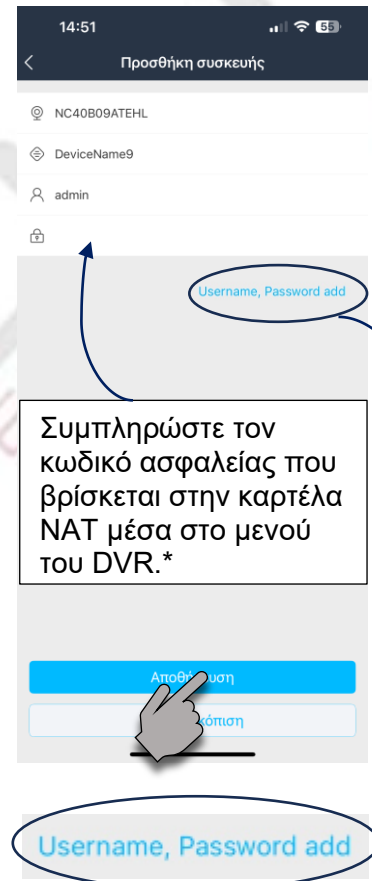 14:51
55
Προσθήκη συσκευής
NC40B09ATEHL
DeviceName9
admin
Username, Password add
Συμπληρώστε τον
κωδικό ασφαλείας που
βρίσκεται στην καρτέλα
NAT μέσα στο μενού
του DVR.*
Username, Password add